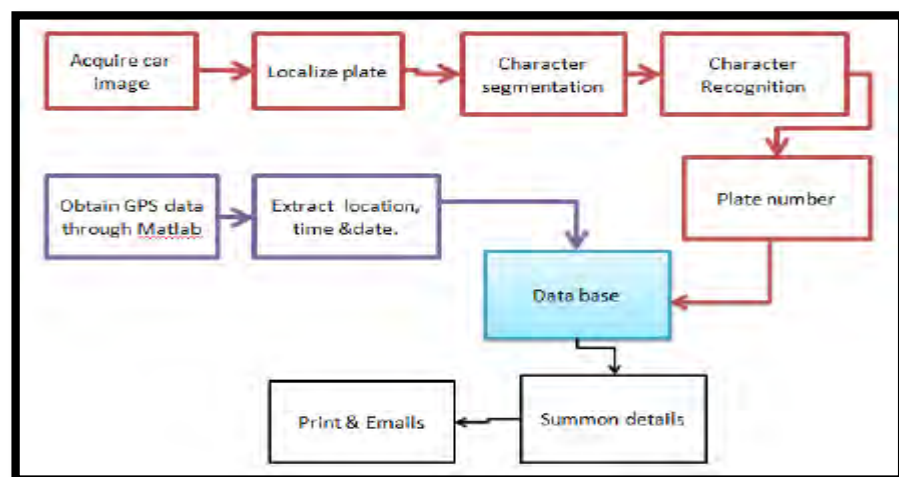 Acquire car
image
Localize plate
Character
segmentation
Character
Recognition
Plate number
Obtain GPS data
through Matlab
Extract location,
time &date.
Data base
Summon details
Print & Emails